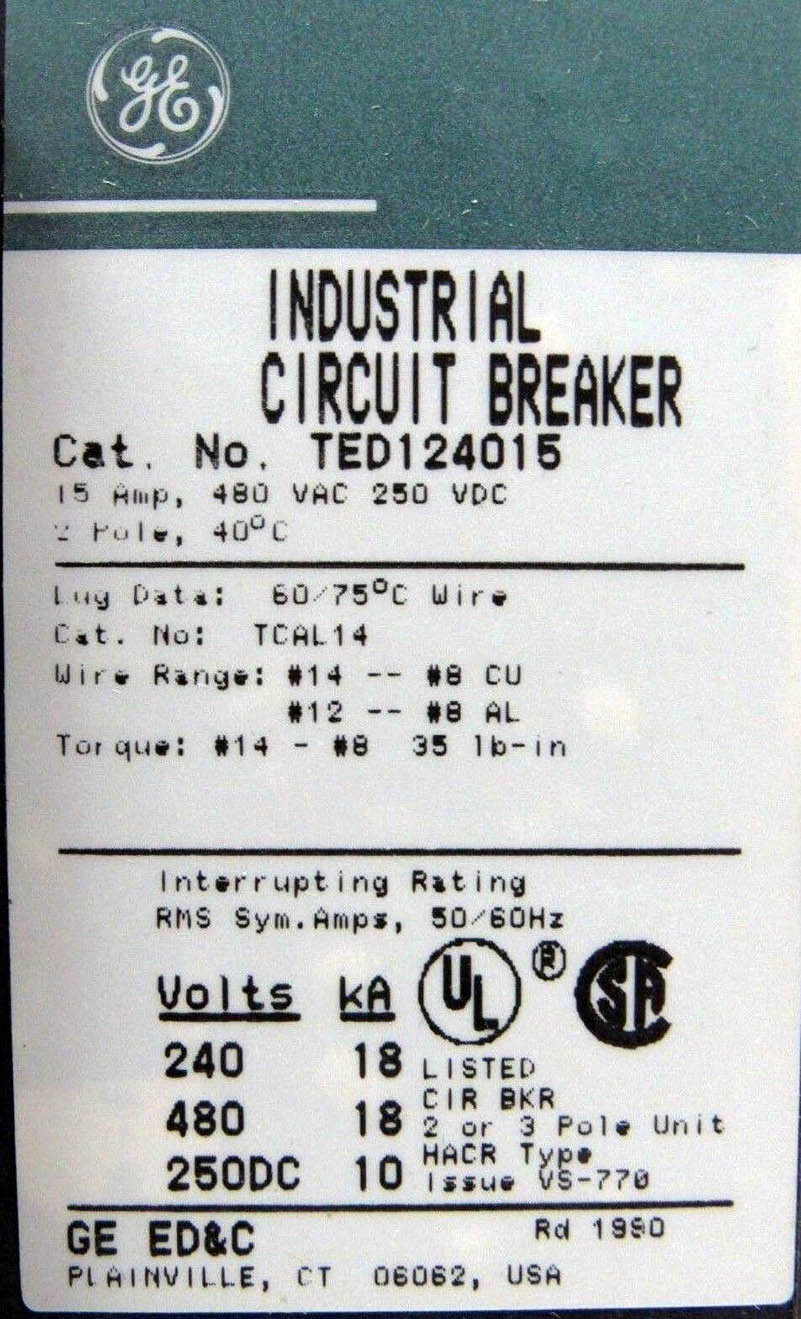 GE
INDUSTRIAL
CIRCUIT BREAKER
Cat. No. TED124015
15 Amp, 480 VAC 250 VDC
2 Pole, 40°C
Lug Data: 60/75°C Wire
Cat. No: TCAL14
Wire Range: #14 -- #8 CU
#12 -- #8 AL
Torque: #14 - #8 35 lb-in
Interrupting Rating
RMS Sym.Amps, 50/60Hz
Volts kA UL ® CSA
240 18 LISTED
CIR BKR
480 18 2 or 3 Pole Unit
HACR Type
250DC 10 Issue VS-770
GE ED&C Rd 1990
PLAINVILLE, CT 06062, USA